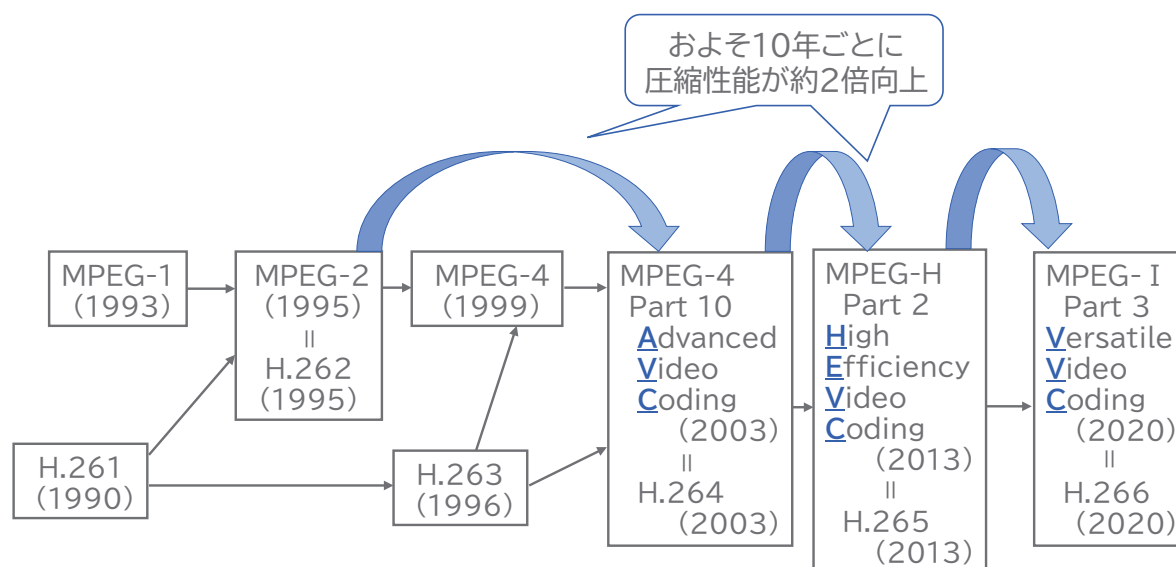 およそ10年ごとに
圧縮性能が約2倍向上
MPEG-1
(1993)
MPEG-2
(1995)
=
H.262
(1995)
MPEG-4
(1999)
MPEG-4
Part 10
Advanced
Video
Coding
(2003)
=
H.264
(2003)
MPEG-H
Part 2
High
Efficiency
Video
Coding
(2013)
=
H.265
(2013)
MPEG-I
Part 3
Versatile
Video
Coding
(2020)
=
H.266
(2020)
H.261
(1990)
H.263
(1996)